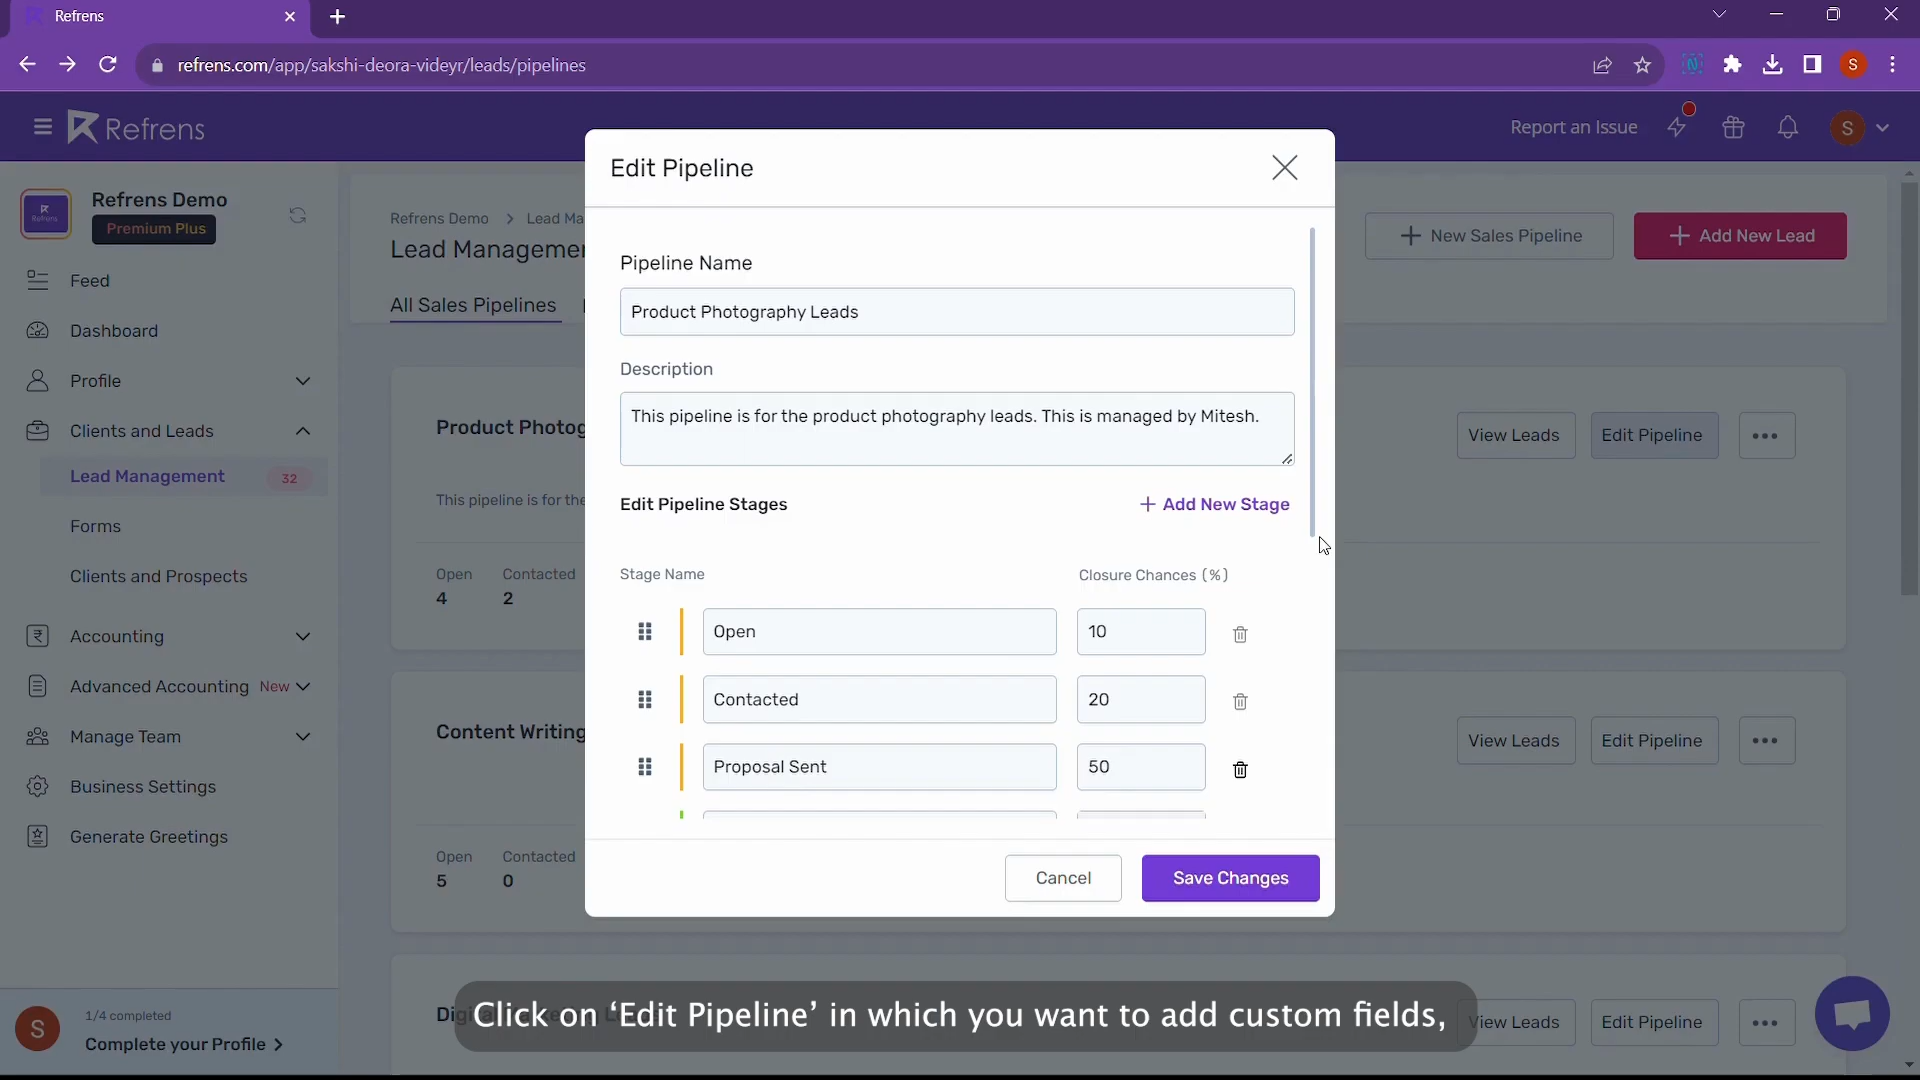 Refrens
refrens.com/app/sakshi-deora-videyr/leads/pipelines
S
Refrens
Report an Issue
S
Refrens
Refrens Demo
Premium Plus
Feed
Dashboard
Profile
Clients and Leads
Lead Management 32
Forms
Clients and Prospects
Accounting
Advanced Accounting New
Manage Team
Business Settings
Generate Greetings
S
1/4 completed
Complete your Profile >
Refrens Demo > Lead Ma
Lead Managemen
All Sales Pipelines
+ New Sales Pipeline
+ Add New Lead
Product Photog
View Leads
Edit Pipeline
This pipeline is for the
Open Contacted
4 2
Content Writing
View Leads
Edit Pipeline
Open Contacted
5 0
View Leads
Edit Pipeline
Edit Pipeline
Pipeline Name
Product Photography Leads
Description
This pipeline is for the product photography leads. This is managed by Mitesh.
Edit Pipeline Stages
+ Add New Stage
Stage Name Closure Chances (%)
Open 10
Contacted 20
Proposal Sent 50
Cancel
Save Changes
Click on ‘Edit Pipeline’ in which you want to add custom fields,